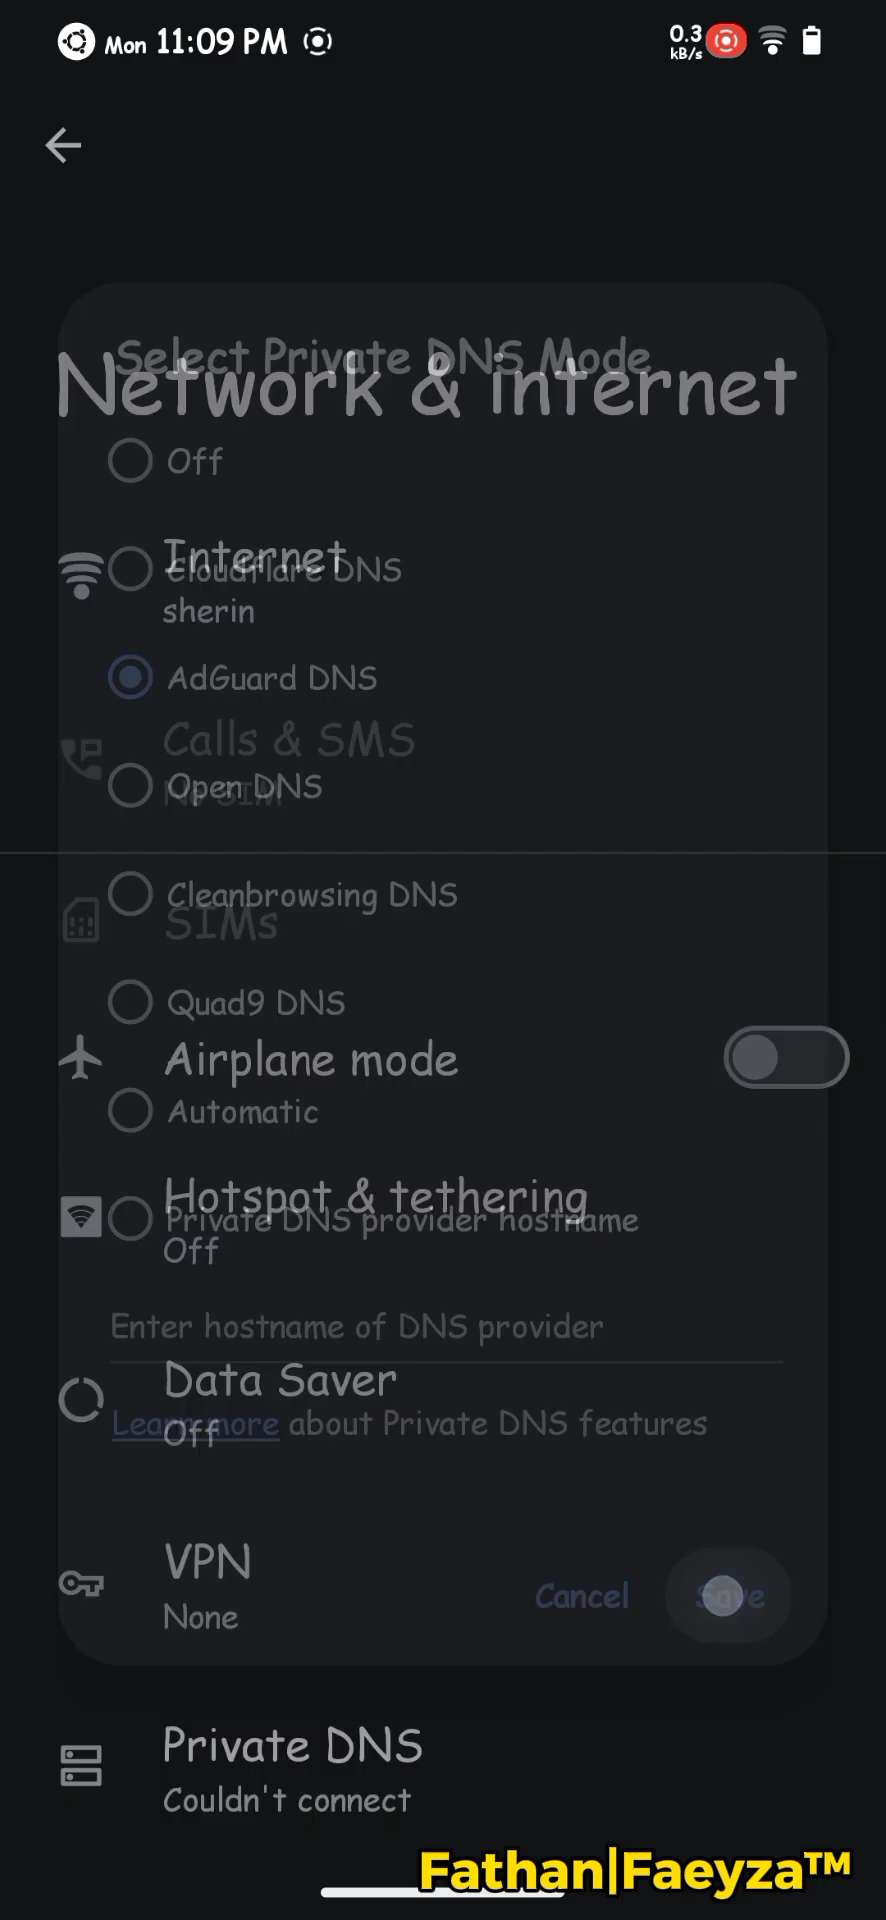 Mon 11:09 PM
0.3
kB/s
Select Private DNS Mode
Network & internet
Off
Internet
Cloudflare DNS
sherin
AdGuard DNS
Calls & SMS
Open DNS
No SIM
Cleanbrowsing DNS
SIMs
Quad9 DNS
Airplane mode
Automatic
Hotspot & tethering
Private DNS provider hostname
Off
Enter hostname of DNS provider
Data Saver
Learn more about Private DNS features
Off
VPN
Cancel
Save
None
Private DNS
Couldn't connect
Fathan|Faeyza™